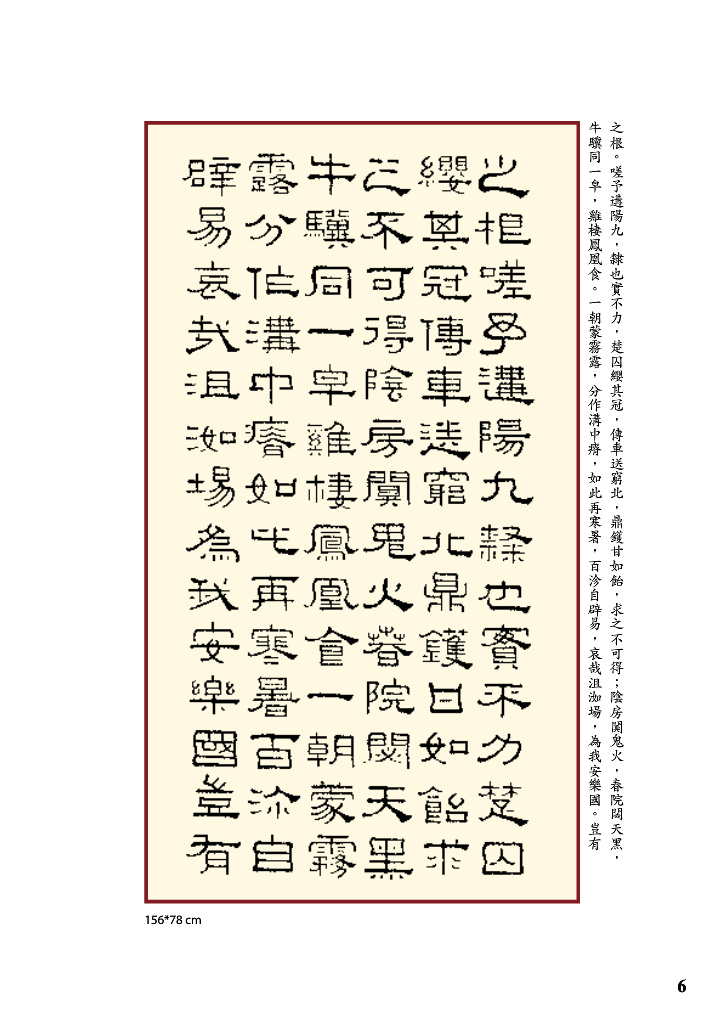 之根。嗟予遘陽九，隸也實不力，楚囚纓其冠，傳車送窮北，鼎鑊甘如飴，求之不可得；陰房闃鬼火，春院閟天黑，
牛驥同一皁，雞棲鳳凰食。一朝蒙霧露，分作溝中瘠，如此再寒暑，百沴自辟易，哀哉沮洳場，為我安樂國。豈有
之根嗟予遘陽九隸也實不力楚囚
纓其冠傳車送窮北鼎鑊甘如飴求
之不可得陰房闃鬼火春院閟天黑
牛驥同一皁雞棲鳳凰食一朝蒙霧
露分作溝中瘠如此再寒暑百沴自
辟易哀哉沮洳場為我安樂國豈有
156*78 cm
6